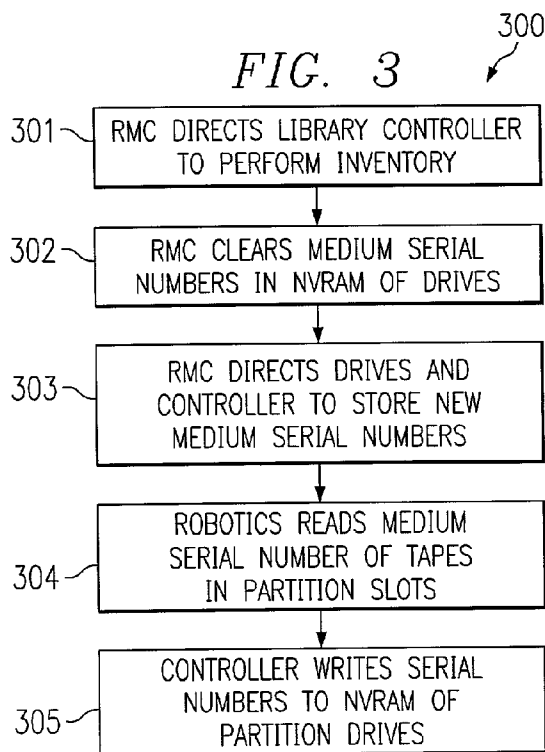 300
FIG. 3
301
RMC DIRECTS LIBRARY CONTROLLER
TO PERFORM INVENTORY
302
RMC CLEARS MEDIUM SERIAL
NUMBERS IN NVRAM OF DRIVES
303
RMC DIRECTS DRIVES AND
CONTROLLER TO STORE NEW
MEDIUM SERIAL NUMBERS
304
ROBOTICS READS MEDIUM
SERIAL NUMBER OF TAPES
IN PARTITION SLOTS
305
CONTROLLER WRITES SERIAL
NUMBERS TO NVRAM OF
PARTITION DRIVES